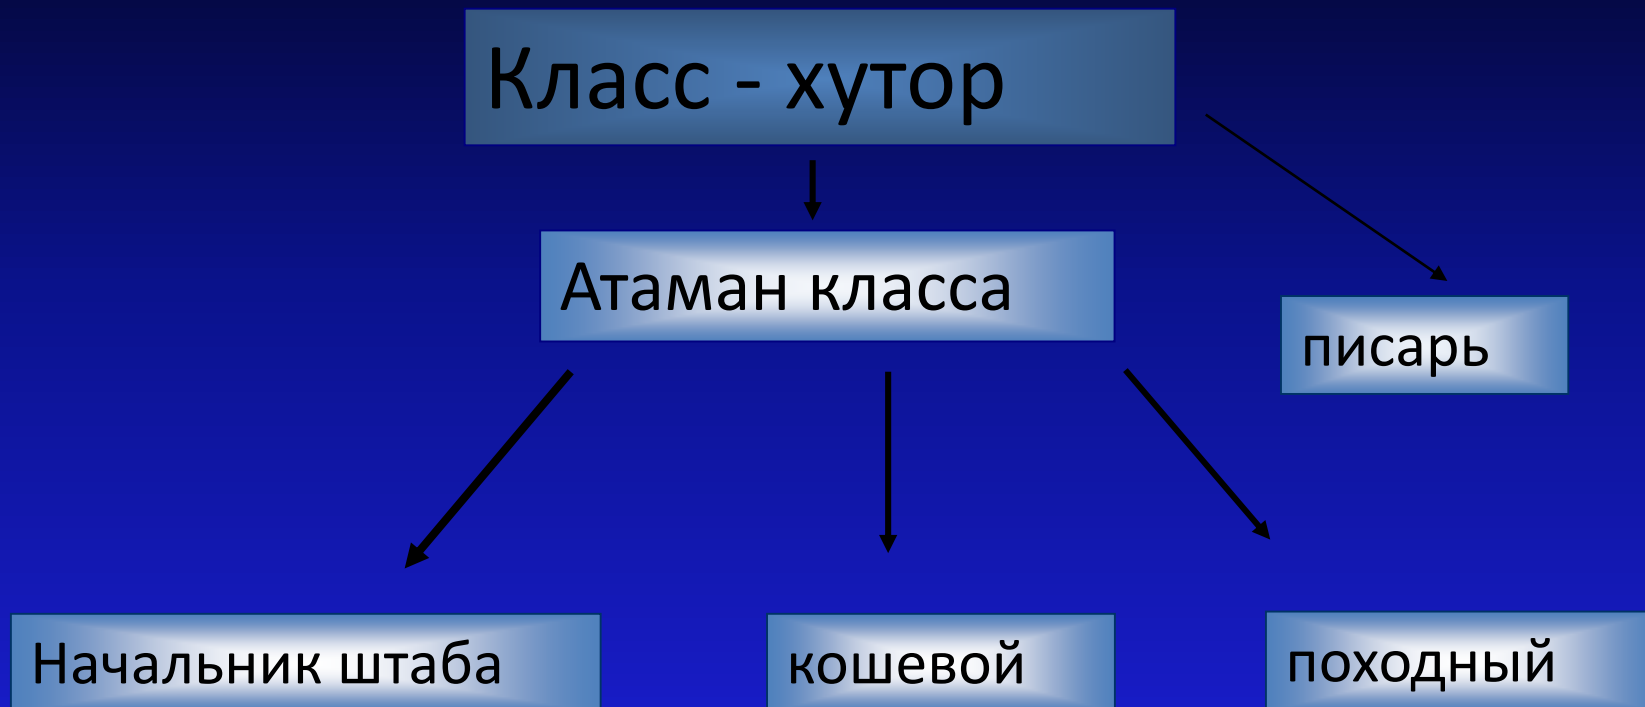 Класс - хутор
Атаман класса
писарь
Начальник штаба
кошевой
походный